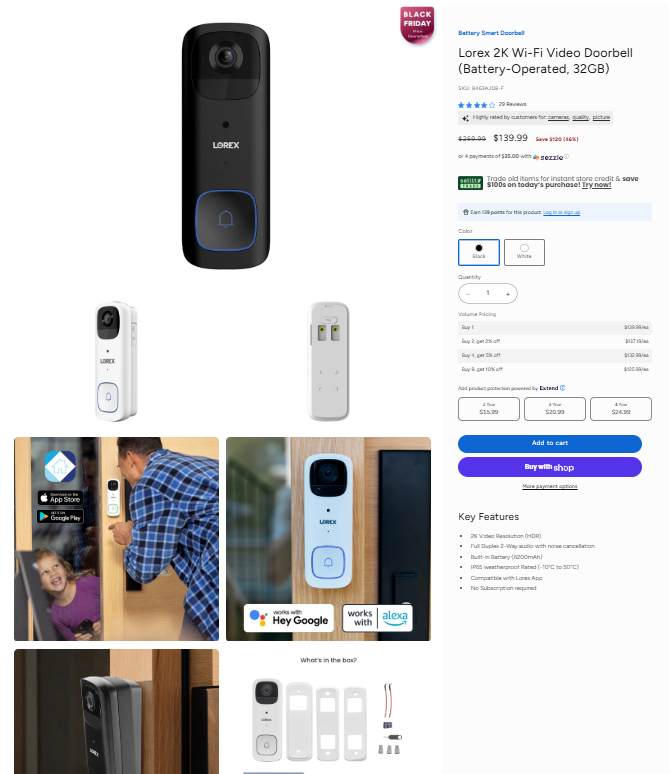 BLACK
FRIDAY
Price
Guarantee
LOREX
LOREX
Download on the
App Store
GET IT ON
Google Play
LOREX
works with
Hey Google
works
with
alexa
What's in the box?
LOREX
Battery Smart Doorbell
Lorex 2K Wi-Fi Video Doorbell
(Battery-Operated, 32GB)
29 Reviews
Highly rated by customers for: cameras, quality, picture
$259.99 $139.99 Save $120 (46%)
or 4 payments of $35.00 with sezzle
Trade old items for instant store credit & save
$100s on today's purchase! Try now!
Earn 139 points for this product. Log in or sign up
Color
Black
White
Quantity
− 1 +
Volume Pricing
Buy 1 $139.99/ea
Buy 2, get 2% off $137.19/ea
Buy 4, get 5% off $132.99/ea
Buy 8, get 10% off $125.99/ea
Add product protection powered by Extend
2 Year
$15.99
3 Year
$20.99
4 Year
$24.99
Add to cart
Buy with shop
More payment options
Key Features
2K Video Resolution (HDR)
Full Duplex 2-Way audio with noise cancellation
Built-in Battery (6200mAh)
IP65 weatherproof Rated (-10°C to 50°C)
Compatible with Lorex App
No Subscription required